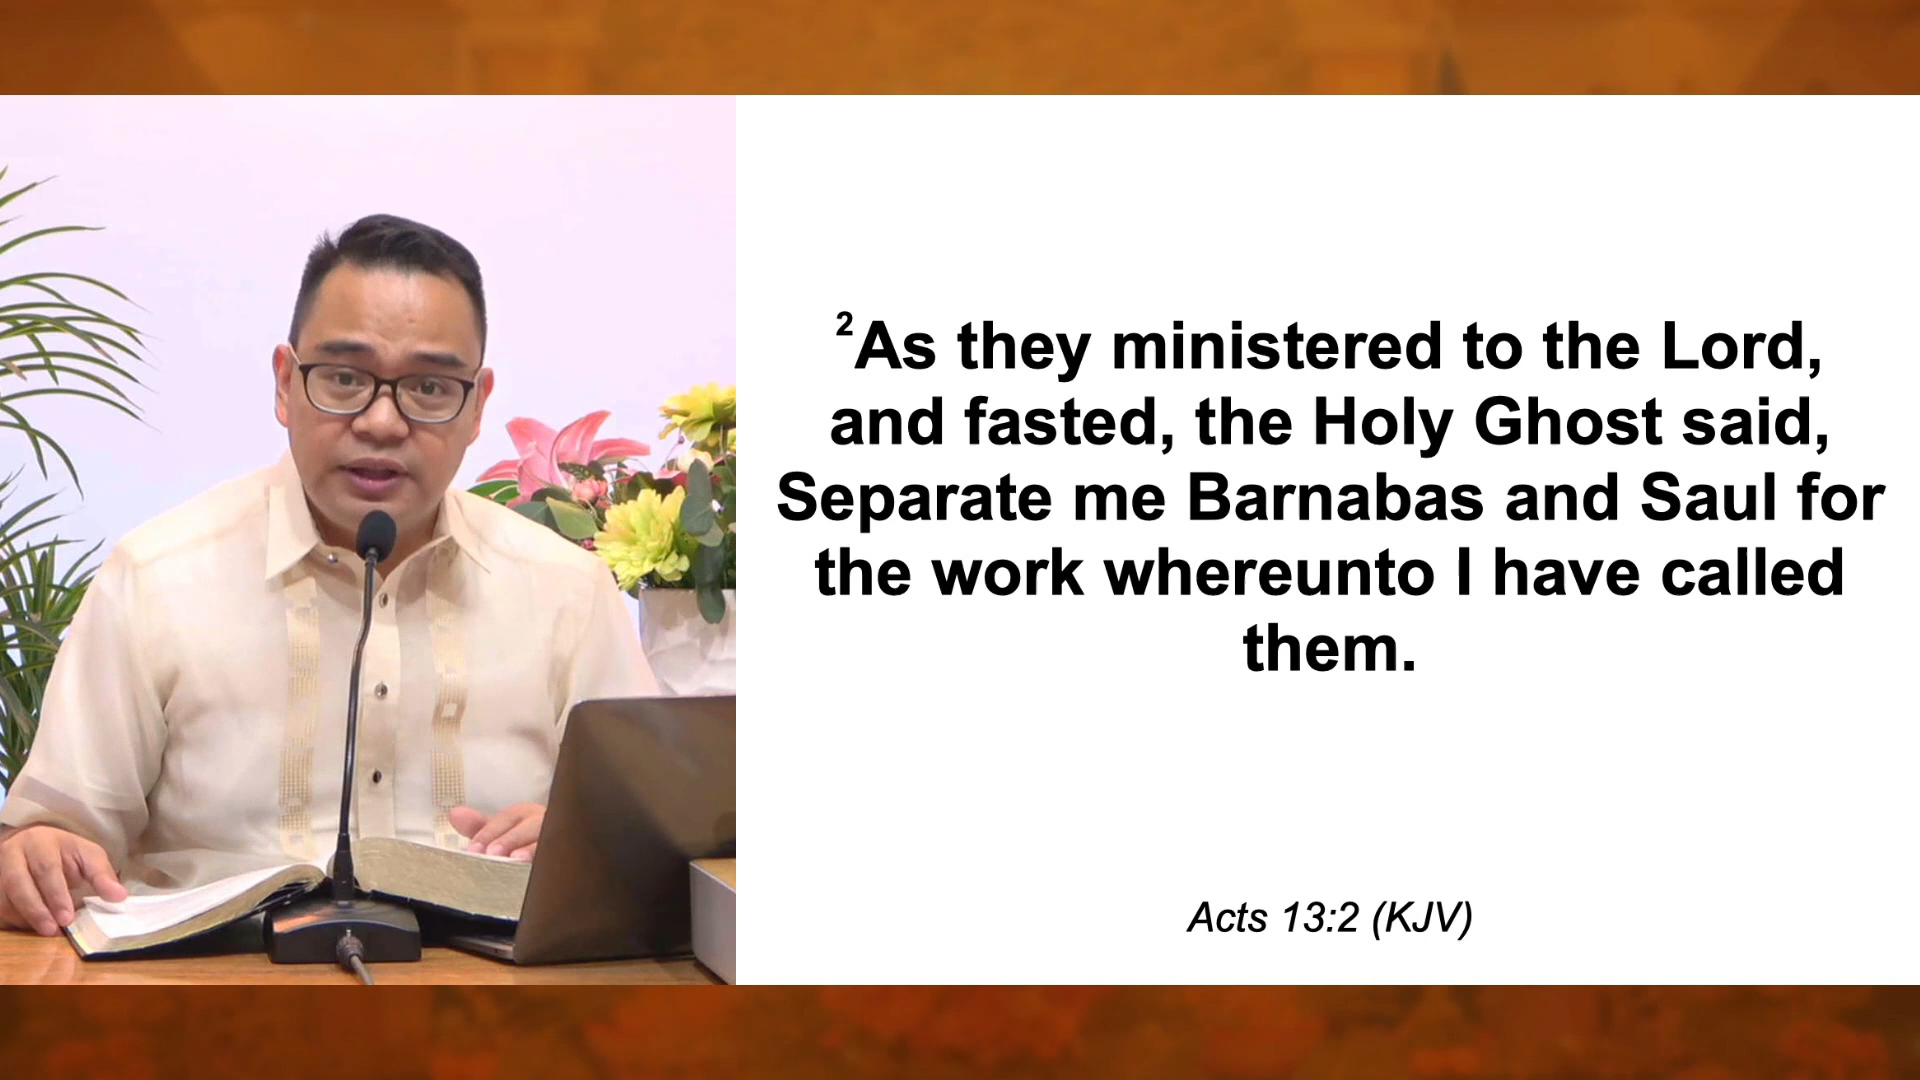 ²As they ministered to the Lord,
and fasted, the Holy Ghost said,
Separate me Barnabas and Saul for
the work whereunto I have called
them.
Acts 13:2 (KJV)